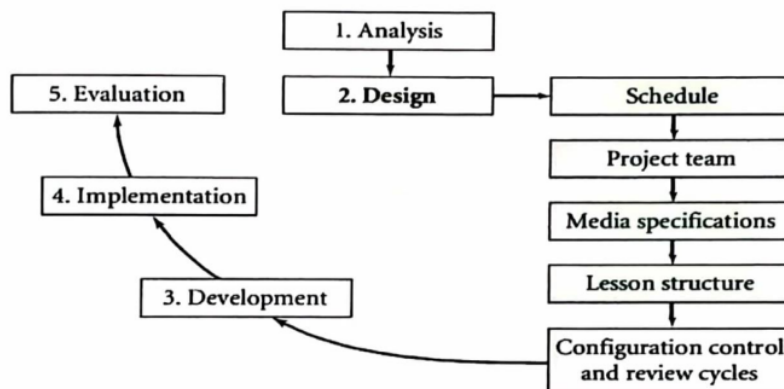 1. Analysis
2. Design
Schedule
Project team
Media specifications
Lesson structure
Configuration control
and review cycles
3. Development
4. Implementation
5. Evaluation